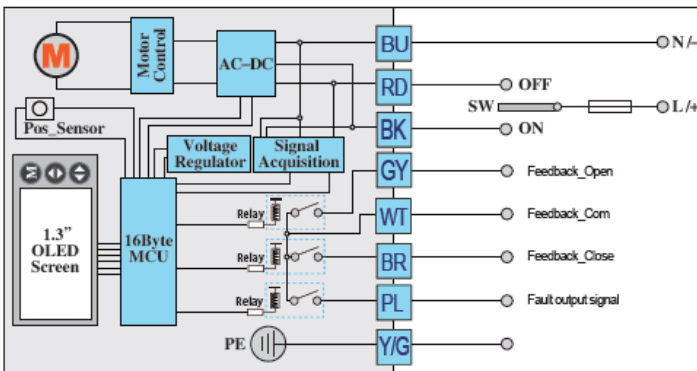 M
Motor Control
AC-DC
BU
N/-
RD
OFF
SW
L/+
Pos_Sensor
BK
ON
Voltage Regulator
Signal Acquisition
GY
Feedback_Open
M
1.3” OLED Screen
16Byte MCU
Relay
WT
Feedback_Com
Relay
BR
Feedback_Close
Relay
PL
Fault output signal
PE
Y/G